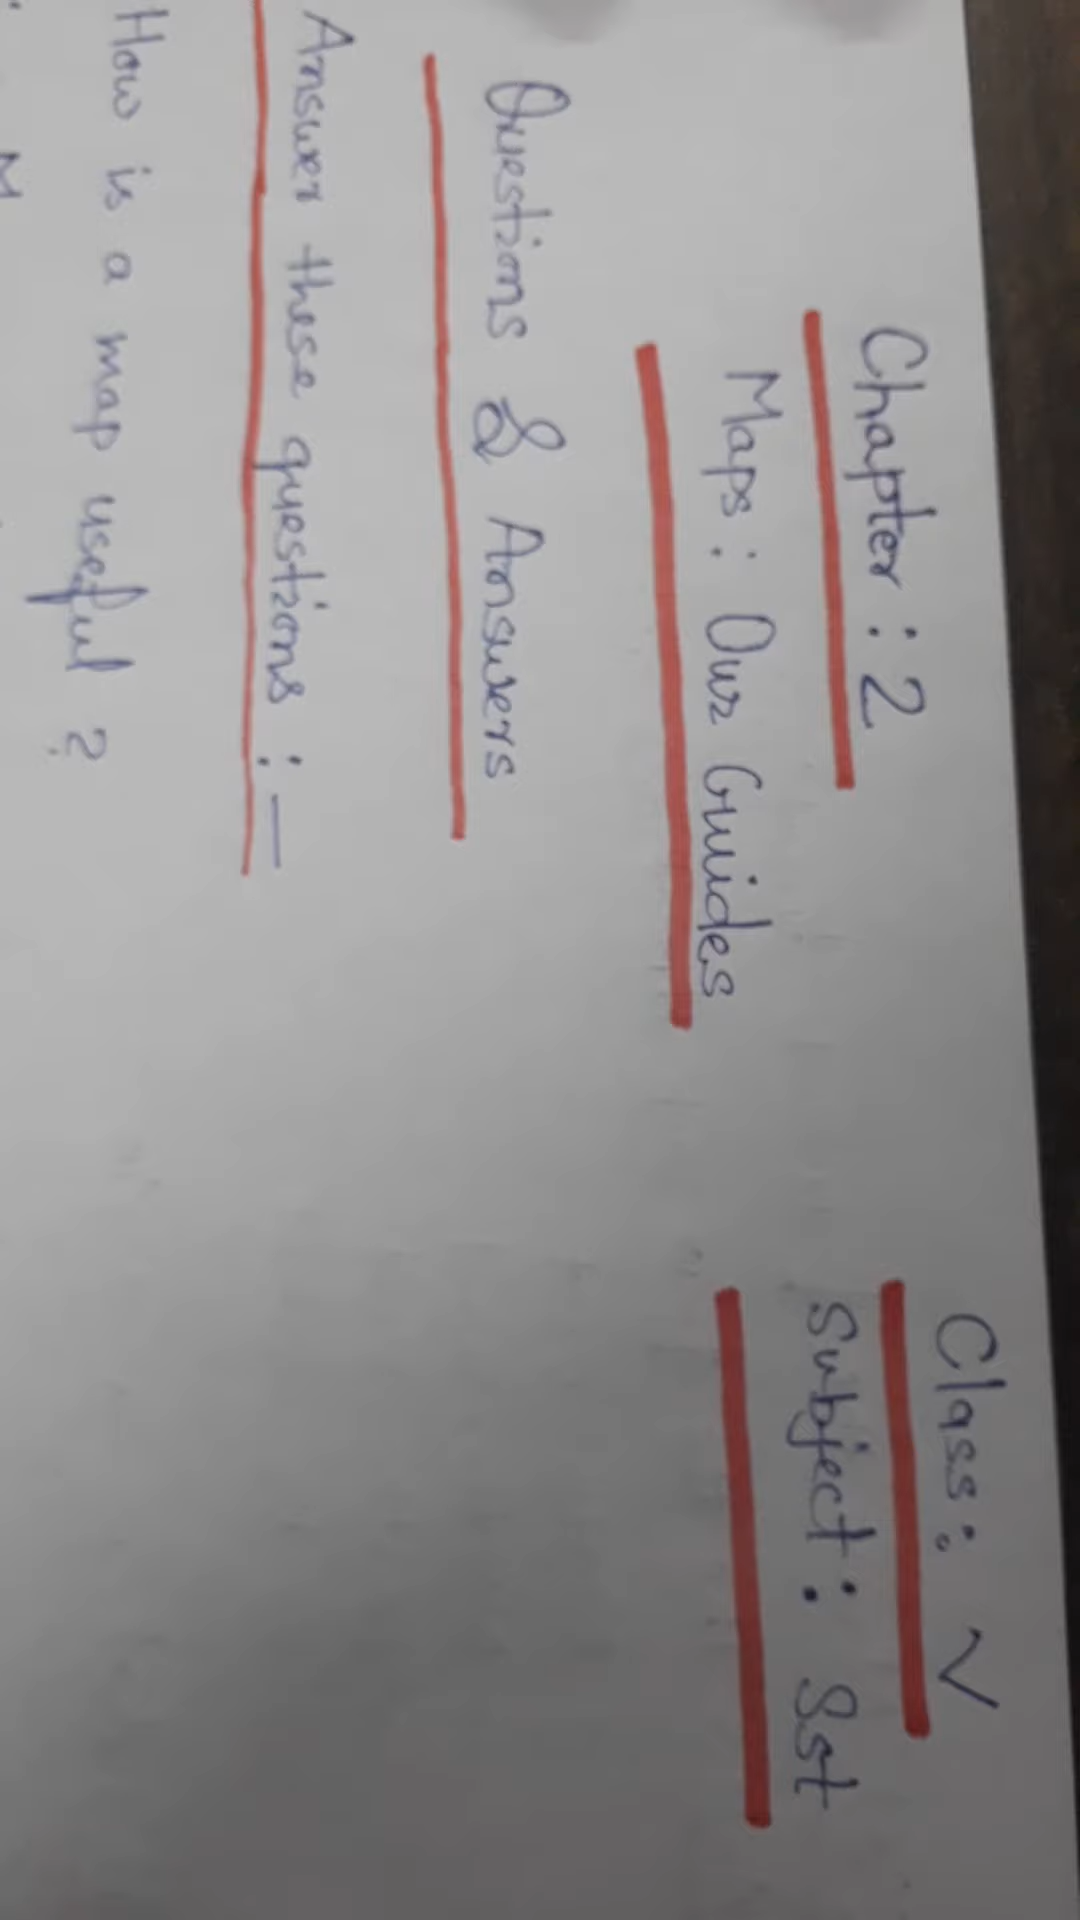 Class: V
Chapter : 2
Subject : Sst
Maps : Our Guides
Questions & Answers
Answer these questions :—
How is a map useful ?
M